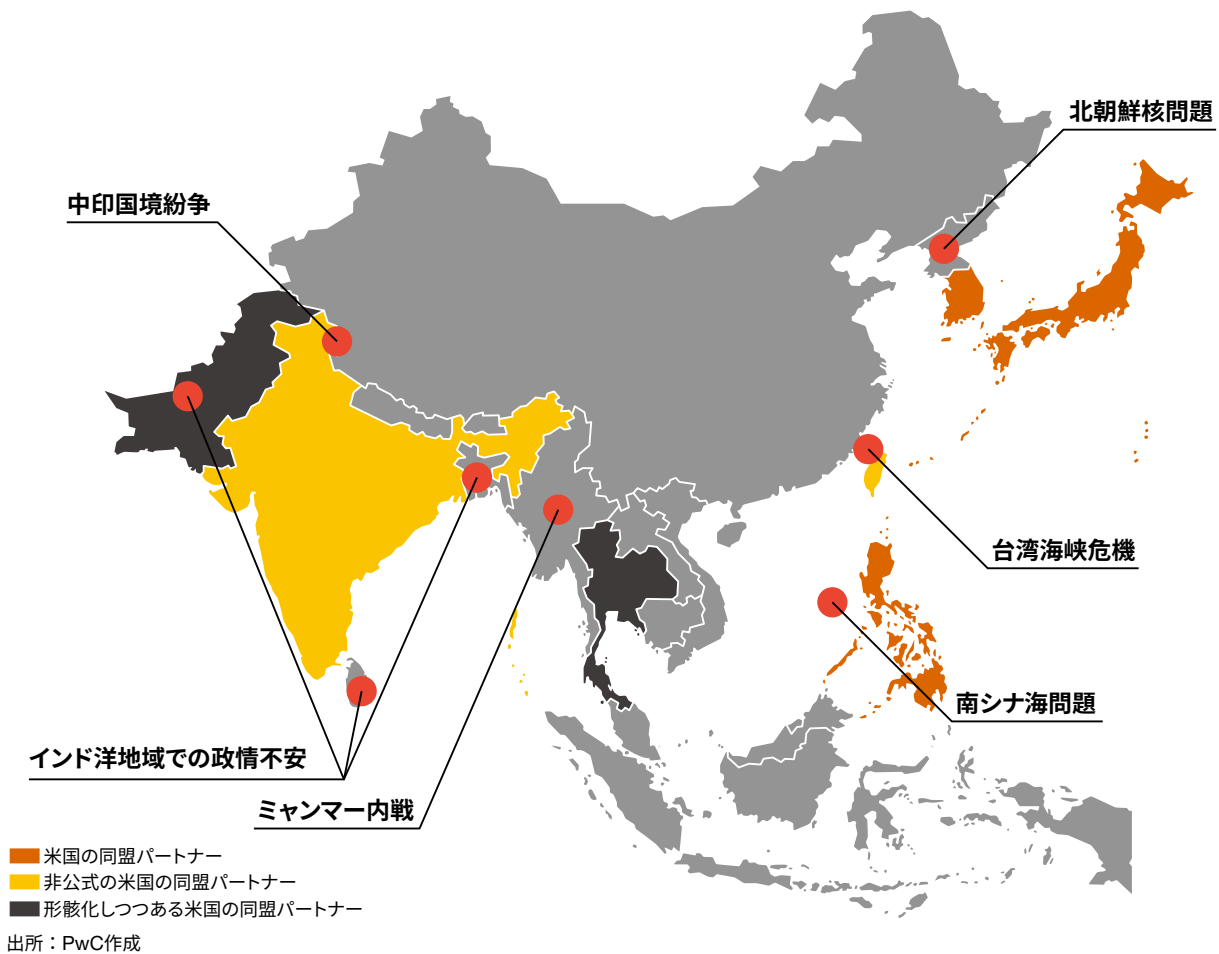 北朝鮮核問題
中印国境紛争
台湾海峡危機
南シナ海問題
インド洋地域での政情不安
ミャンマー内戦
米国の同盟パートナー
非公式の米国の同盟パートナー
形骸化しつつある米国の同盟パートナー
出所：PwC作成